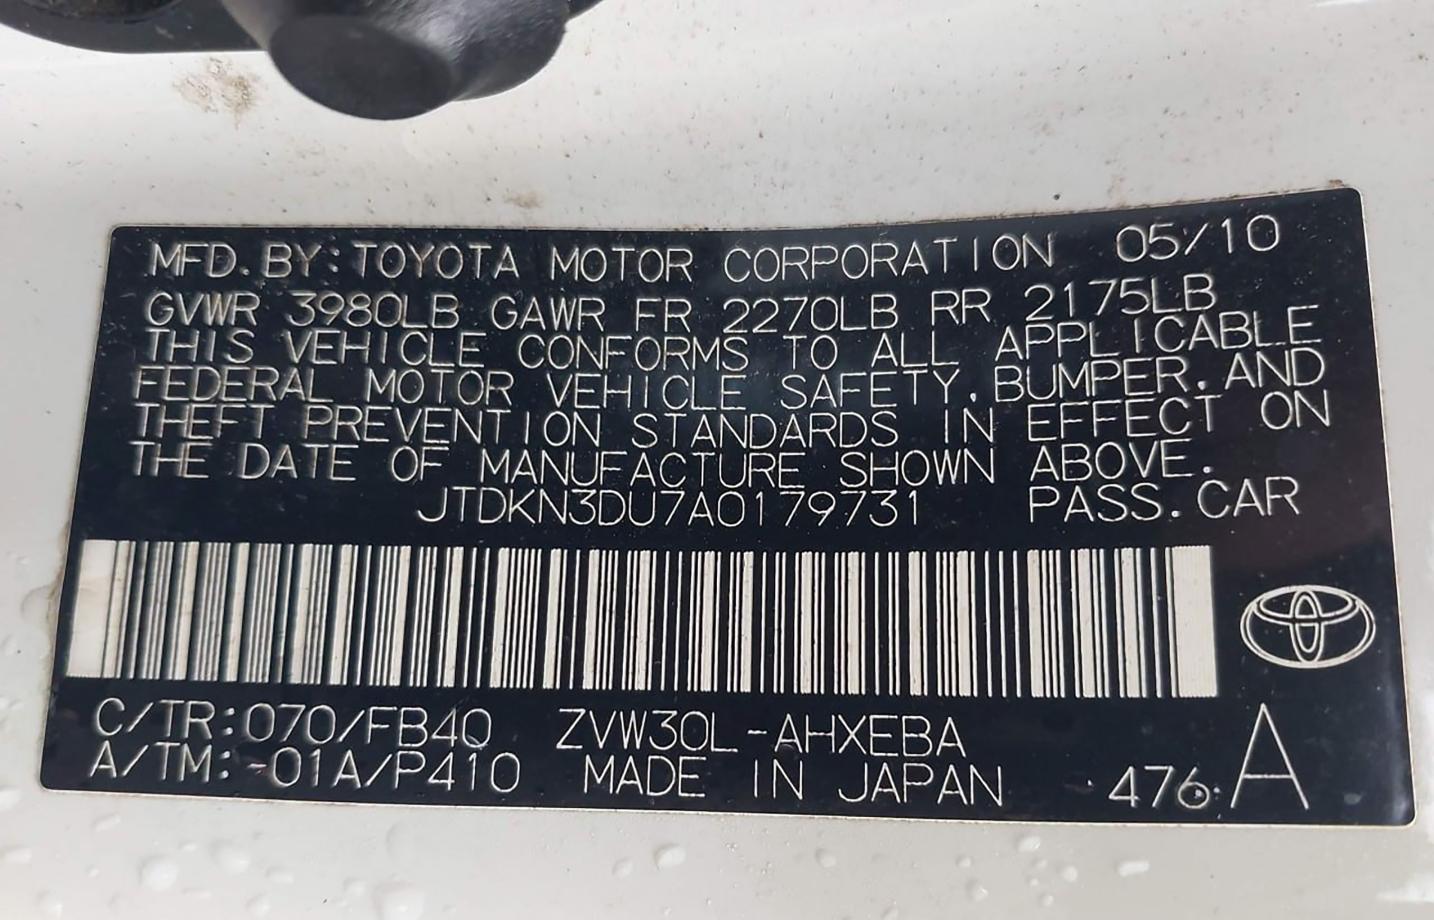 MFD. BY: TOYOTA MOTOR CORPORATION 05/10
GVWR 3980LB GAWR FR 2270LB RR 2175LB
THIS VEHICLE CONFORMS TO ALL APPLICABLE
FEDERAL MOTOR VEHICLE SAFETY, BUMPER, AND
THEFT PREVENTION STANDARDS IN EFFECT ON
THE DATE OF MANUFACTURE SHOWN ABOVE.
JTDKN3DU7A0179731 PASS. CAR
C/TR:070/FB40 ZVW30L-AHXEBA
A/TM:-01A/P410 MADE IN JAPAN 476 A